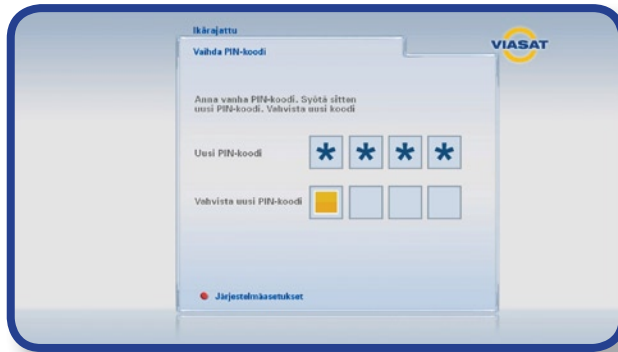 Ikärajattu
VIASAT
Vaihda PIN-koodi
Anna vanha PIN-koodi. Syötä sitten
uusi PIN-koodi. Vahvista uusi koodi
Uusi PIN-koodi * * * *
Vahvista uusi PIN-koodi
Järjestelmäasetukset